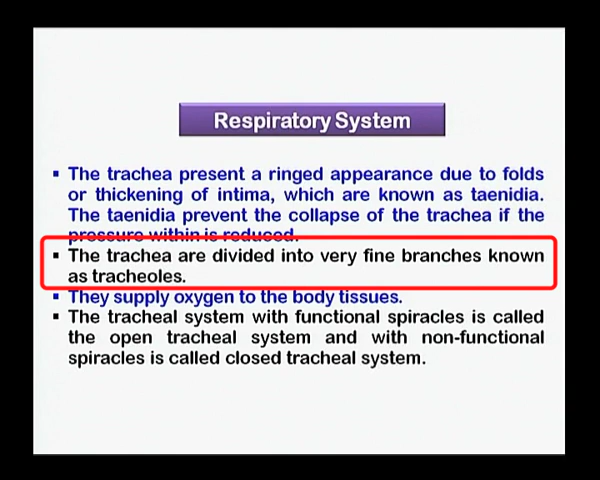 Respiratory System
▪ The trachea present a ringed appearance due to folds
or thickening of intima, which are known as taenidia.
The taenidia prevent the collapse of the trachea if the
pressure within is reduced.
▪ The trachea are divided into very fine branches known
as tracheoles.
▪ They supply oxygen to the body tissues.
▪ The tracheal system with functional spiracles is called
the open tracheal system and with non-functional
spiracles is called closed tracheal system.